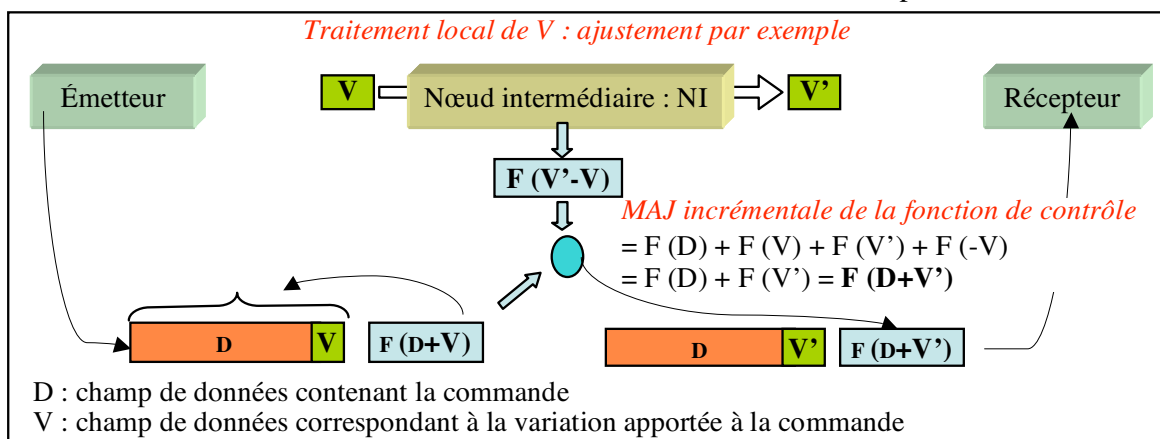 Traitement local de V : ajustement par exemple
Émetteur
V
Nœud intermédiaire : NI
V’
Récepteur
F (V’-V)
MAJ incrémentale de la fonction de contrôle
= F (D) + F (V) + F (V’) + F (-V)
= F (D) + F (V’) = F (D+V’)
D
V
F (D+V)
D
V’
F (D+V’)
D : champ de données contenant la commande
V : champ de données correspondant à la variation apportée à la commande